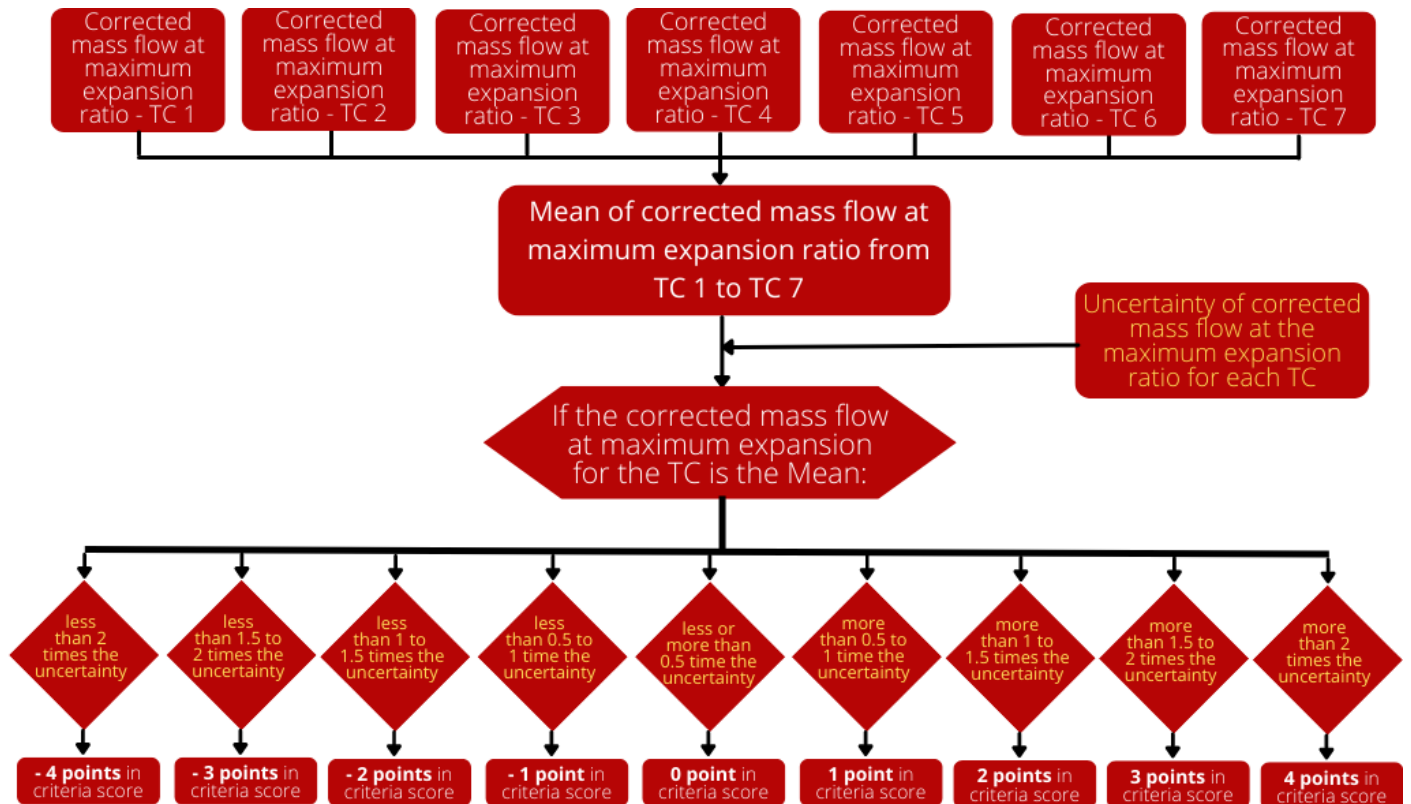 Corrected
mass flow at
maximum
expansion
ratio - TC 1
Corrected
mass flow at
maximum
expansion
ratio - TC 2
Corrected
mass flow at
maximum
expansion
ratio - TC 3
Corrected
mass flow at
maximum
expansion
ratio - TC 4
Corrected
mass flow at
maximum
expansion
ratio - TC 5
Corrected
mass flow at
maximum
expansion
ratio - TC 6
Corrected
mass flow at
maximum
expansion
ratio - TC 7
Mean of corrected mass flow at
maximum expansion ratio from
TC 1 to TC 7
Uncertainty of corrected
mass flow at the
maximum expansion
ratio for each TC
If the corrected mass flow
at maximum expansion
for the TC is the Mean:
less
than 2
times the
uncertainty
less
than 1.5 to
2 times the
uncertainty
less
than 1 to
1.5 times the
uncertainty
less
than 0.5 to
1 time the
uncertainty
less or
more than
0.5 time the
uncertainty
more
than 0.5 to
1 time the
uncertainty
more
than 1 to
1.5 times the
uncertainty
more
than 1.5 to
2 times the
uncertainty
more
than 2
times the
uncertainty
- 4 points in
criteria score
- 3 points in
criteria score
- 2 points in
criteria score
- 1 point in
criteria score
0 point in
criteria score
1 point in
criteria score
2 points in
criteria score
3 points in
criteria score
4 points in
criteria score